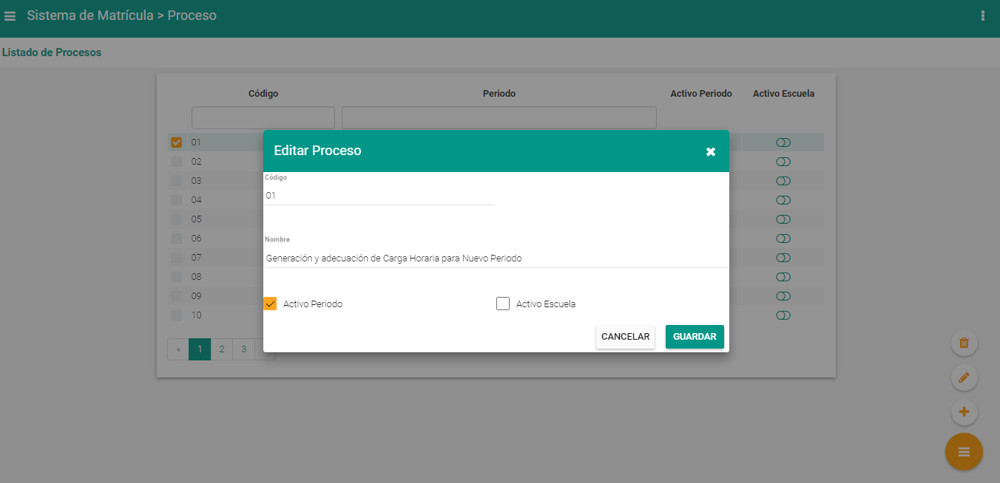 Sistema de Matrícula > Proceso
Listado de Procesos
Código Periodo Activo Periodo Activo Escuela
01
02
03
04
05
06
07
08
09
10
« 1 2 3
Editar Proceso
Código
01
Nombre
Generación y adecuación de Carga Horaria para Nuevo Periodo
Activo Periodo Activo Escuela
CANCELAR GUARDAR